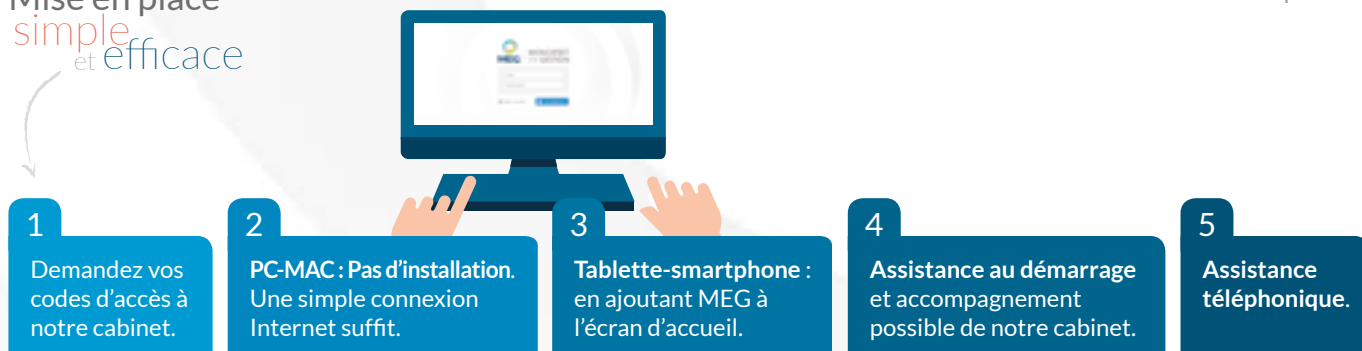 Mise en place
simple
et efficace
MEG
1
Demandez vos
codes d'accès à
notre cabinet.
2
PC-MAC : Pas d'installation.
Une simple connexion
Internet suffit.
3
Tablette-smartphone :
en ajoutant MEG à
l'écran d'accueil.
4
Assistance au démarrage
et accompagnement
possible de notre cabinet.
5
Assistance
téléphonique.